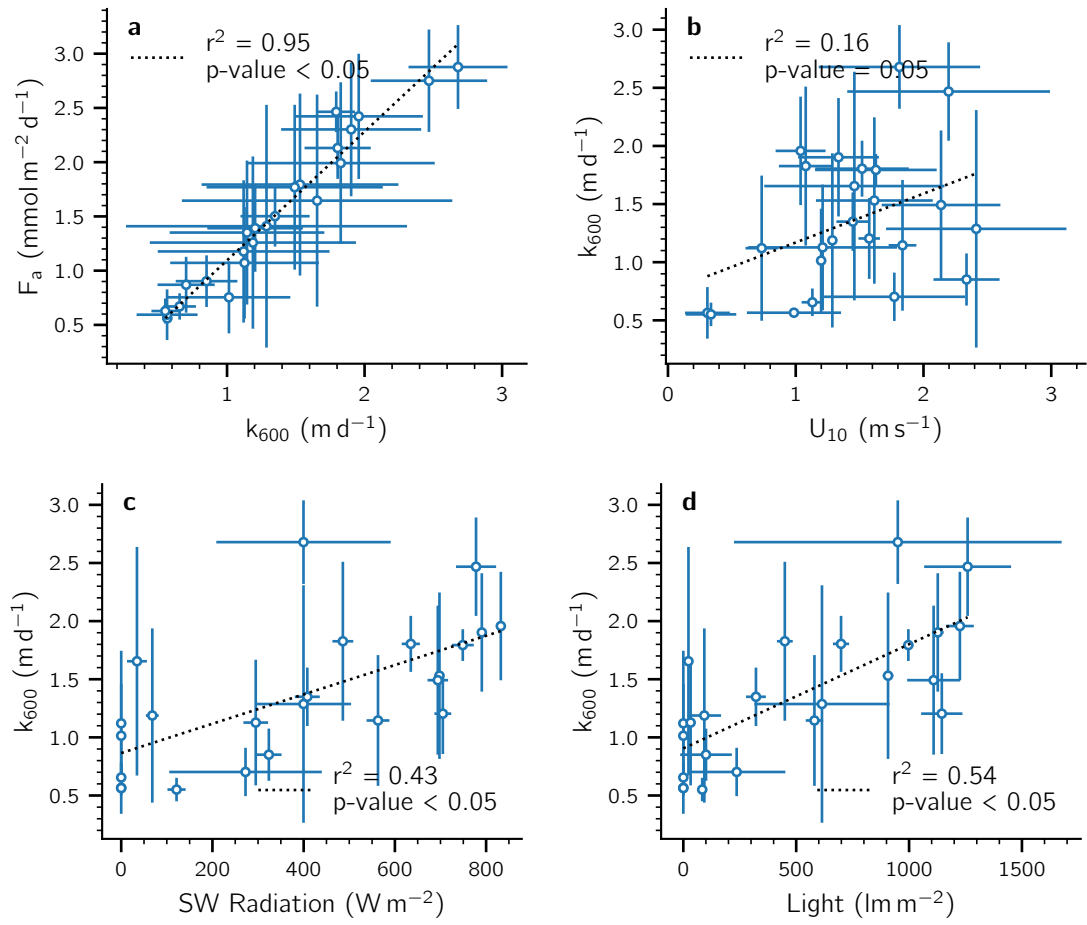 a
r² = 0.95
p-value < 0.05
3.0
2.5
2.0
1.5
1.0
0.5
Fₐ (mmol m⁻² d⁻¹)
1
2
3
k₆₀₀ (m d⁻¹)
b
r² = 0.16
p-value = 0.05
3.0
2.5
2.0
1.5
1.0
0.5
k₆₀₀ (m d⁻¹)
0
1
2
3
U₁₀ (m s⁻¹)
c
3.0
2.5
2.0
1.5
1.0
0.5
k₆₀₀ (m d⁻¹)
r² = 0.43
p-value < 0.05
0
200
400
600
800
SW Radiation (W m⁻²)
d
3.0
2.5
2.0
1.5
1.0
0.5
k₆₀₀ (m d⁻¹)
r² = 0.54
p-value < 0.05
0
500
1000
1500
Light (lm m⁻²)